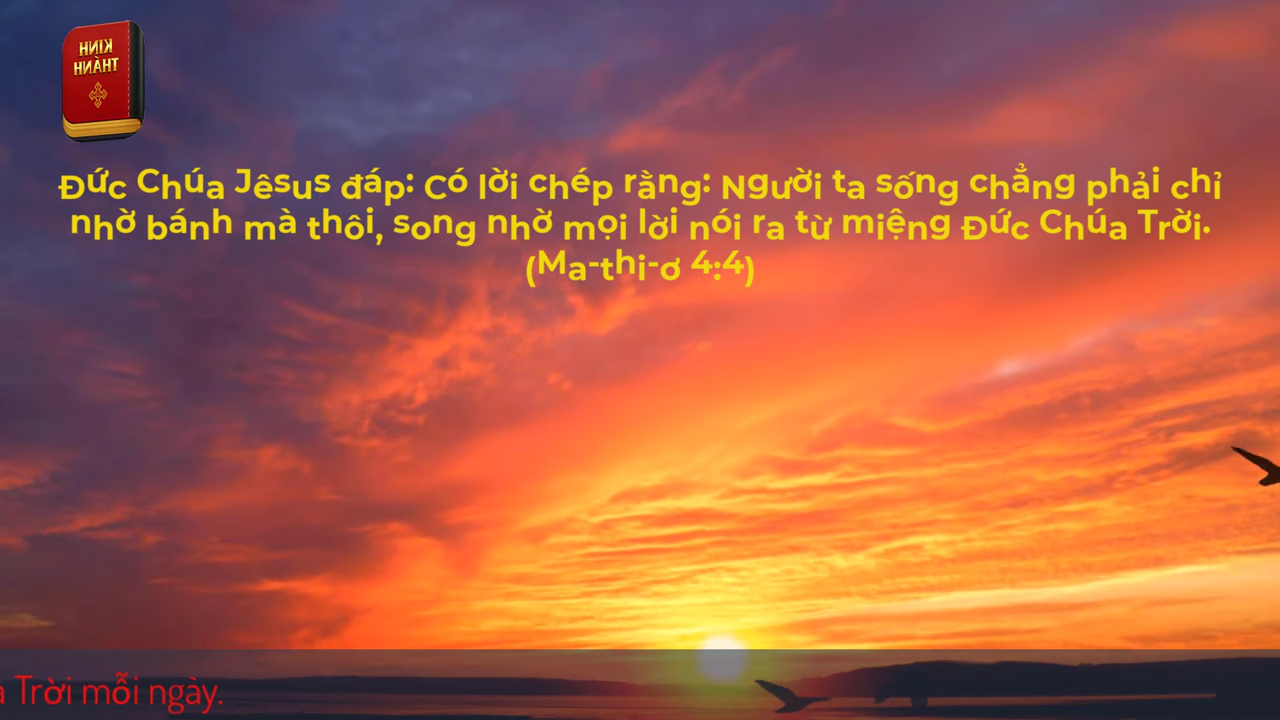 KINH
THÁNH
Đức Chúa Jêsus đáp: Có lời chép rằng: Người ta sống chẳng phải chỉ
nhờ bánh mà thôi, song nhờ mọi lời nói ra từ miệng Đức Chúa Trời.
(Ma-thi-ơ 4:4)
a Trời mỗi ngày.